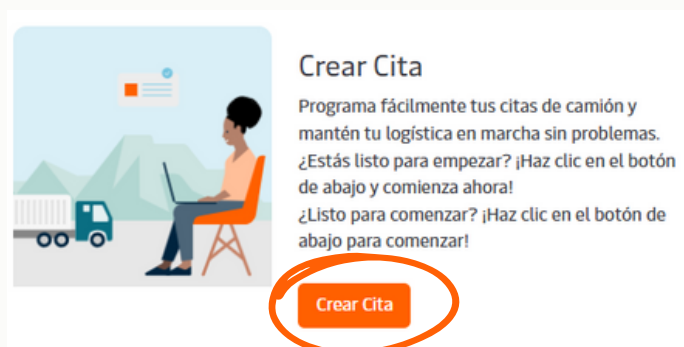 Crear Cita
Programa fácilmente tus citas de camión y
mantén tu logística en marcha sin problemas.
¿Estás listo para empezar? ¡Haz clic en el botón
de abajo y comienza ahora!
¿Listo para comenzar? ¡Haz clic en el botón de
abajo para comenzar!
Crear Cita